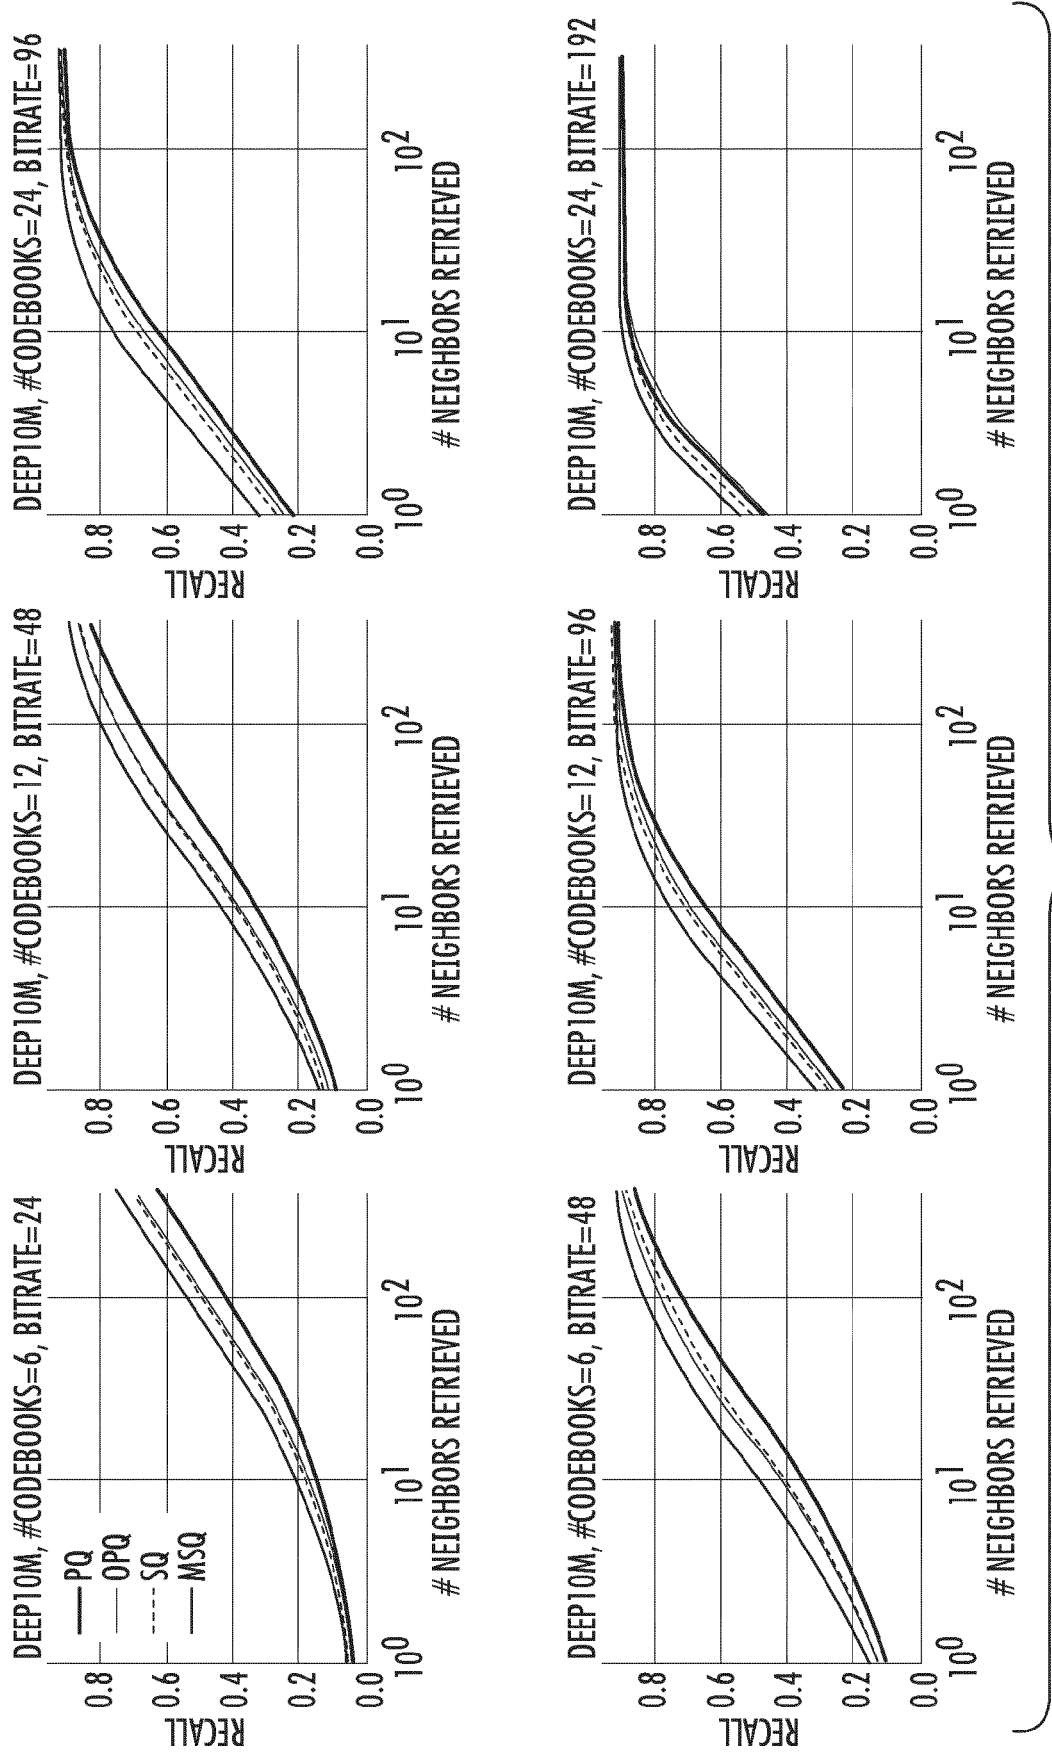 DEEP10M, #CODEBOOKS=6, BITRATE=24
PQ
OPQ
SQ
MSQ
RECALL
0.8
0.6
0.4
0.2
0.0
10^0
10^1
10^2
# NEIGHBORS RETRIEVED
DEEP10M, #CODEBOOKS=12, BITRATE=48
RECALL
0.8
0.6
0.4
0.2
0.0
10^0
10^1
10^2
# NEIGHBORS RETRIEVED
DEEP10M, #CODEBOOKS=24, BITRATE=96
RECALL
0.8
0.6
0.4
0.2
0.0
10^0
10^1
10^2
# NEIGHBORS RETRIEVED
DEEP10M, #CODEBOOKS=6, BITRATE=48
RECALL
0.8
0.6
0.4
0.2
0.0
10^0
10^1
10^2
# NEIGHBORS RETRIEVED
DEEP10M, #CODEBOOKS=12, BITRATE=96
RECALL
0.8
0.6
0.4
0.2
0.0
10^0
10^1
10^2
# NEIGHBORS RETRIEVED
DEEP10M, #CODEBOOKS=24, BITRATE=192
RECALL
0.8
0.6
0.4
0.2
0.0
10^0
10^1
10^2
# NEIGHBORS RETRIEVED